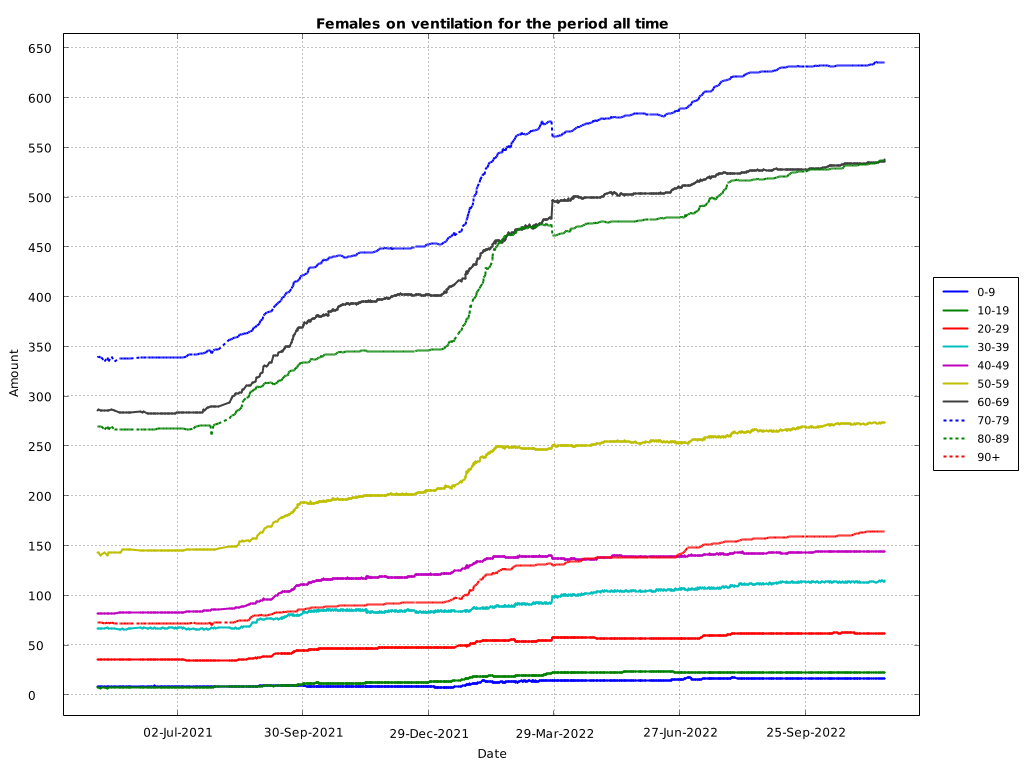 Females on ventilation for the period all time
650
600
550
500
450
400
350
300
250
200
150
100
50
0
Amount
02-Jul-2021
30-Sep-2021
29-Dec-2021
29-Mar-2022
27-Jun-2022
25-Sep-2022
Date
0-9
10-19
20-29
30-39
40-49
50-59
60-69
70-79
80-89
90+